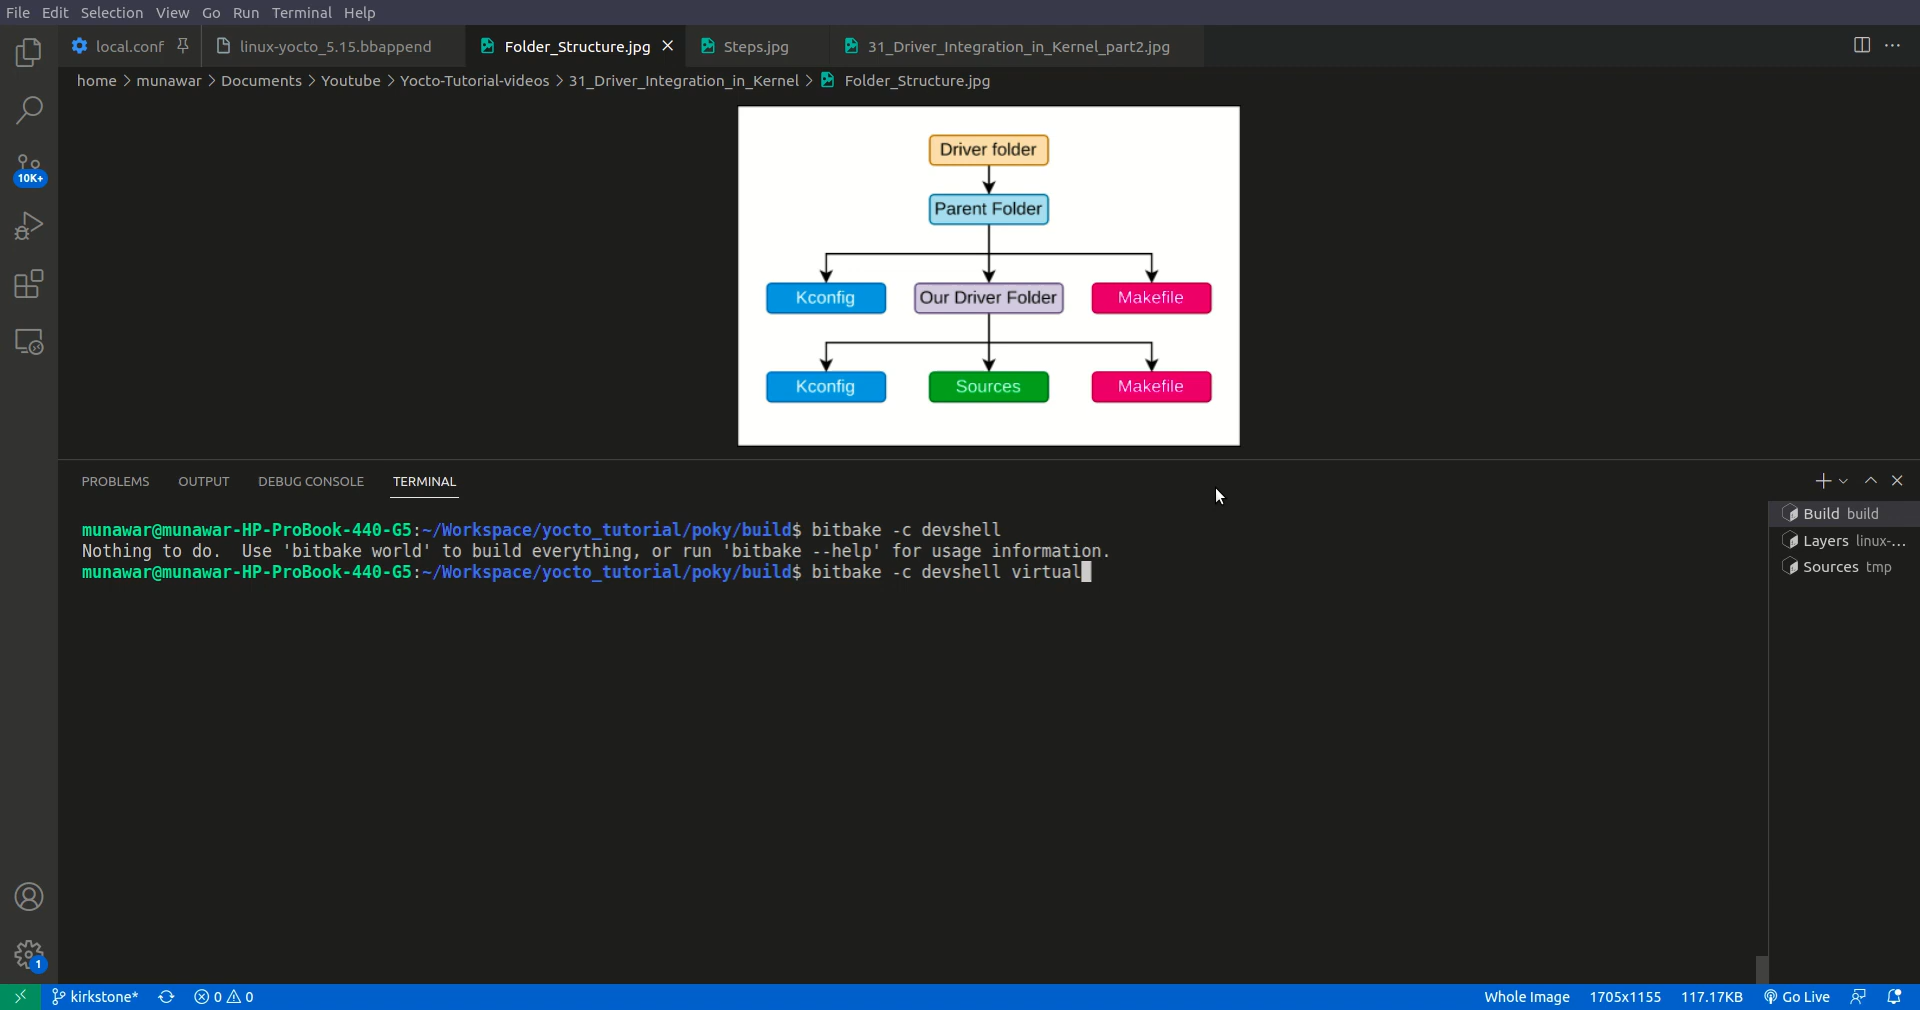 File Edit Selection View Go Run Terminal Help
local.conf linux-yocto_5.15.bbappend Folder_Structure.jpg Steps.jpg 31_Driver_Integration_in_Kernel_part2.jpg
home > munawar > Documents > Youtube > Yocto-Tutorial-videos > 31_Driver_Integration_in_Kernel > Folder_Structure.jpg
10K+
Driver folder
Parent Folder
Kconfig Our Driver Folder Makefile
Kconfig Sources Makefile
PROBLEMS OUTPUT DEBUG CONSOLE TERMINAL
munawar@munawar-HP-ProBook-440-G5:~/Workspace/yocto_tutorial/poky/build$ bitbake -c devshell
Nothing to do.  Use 'bitbake world' to build everything, or run 'bitbake --help' for usage information.
munawar@munawar-HP-ProBook-440-G5:~/Workspace/yocto_tutorial/poky/build$ bitbake -c devshell virtual
Build build
Layers linux-...
Sources tmp
1
kirkstone* 0 0 Whole Image 1705x1155 117.17KB Go Live